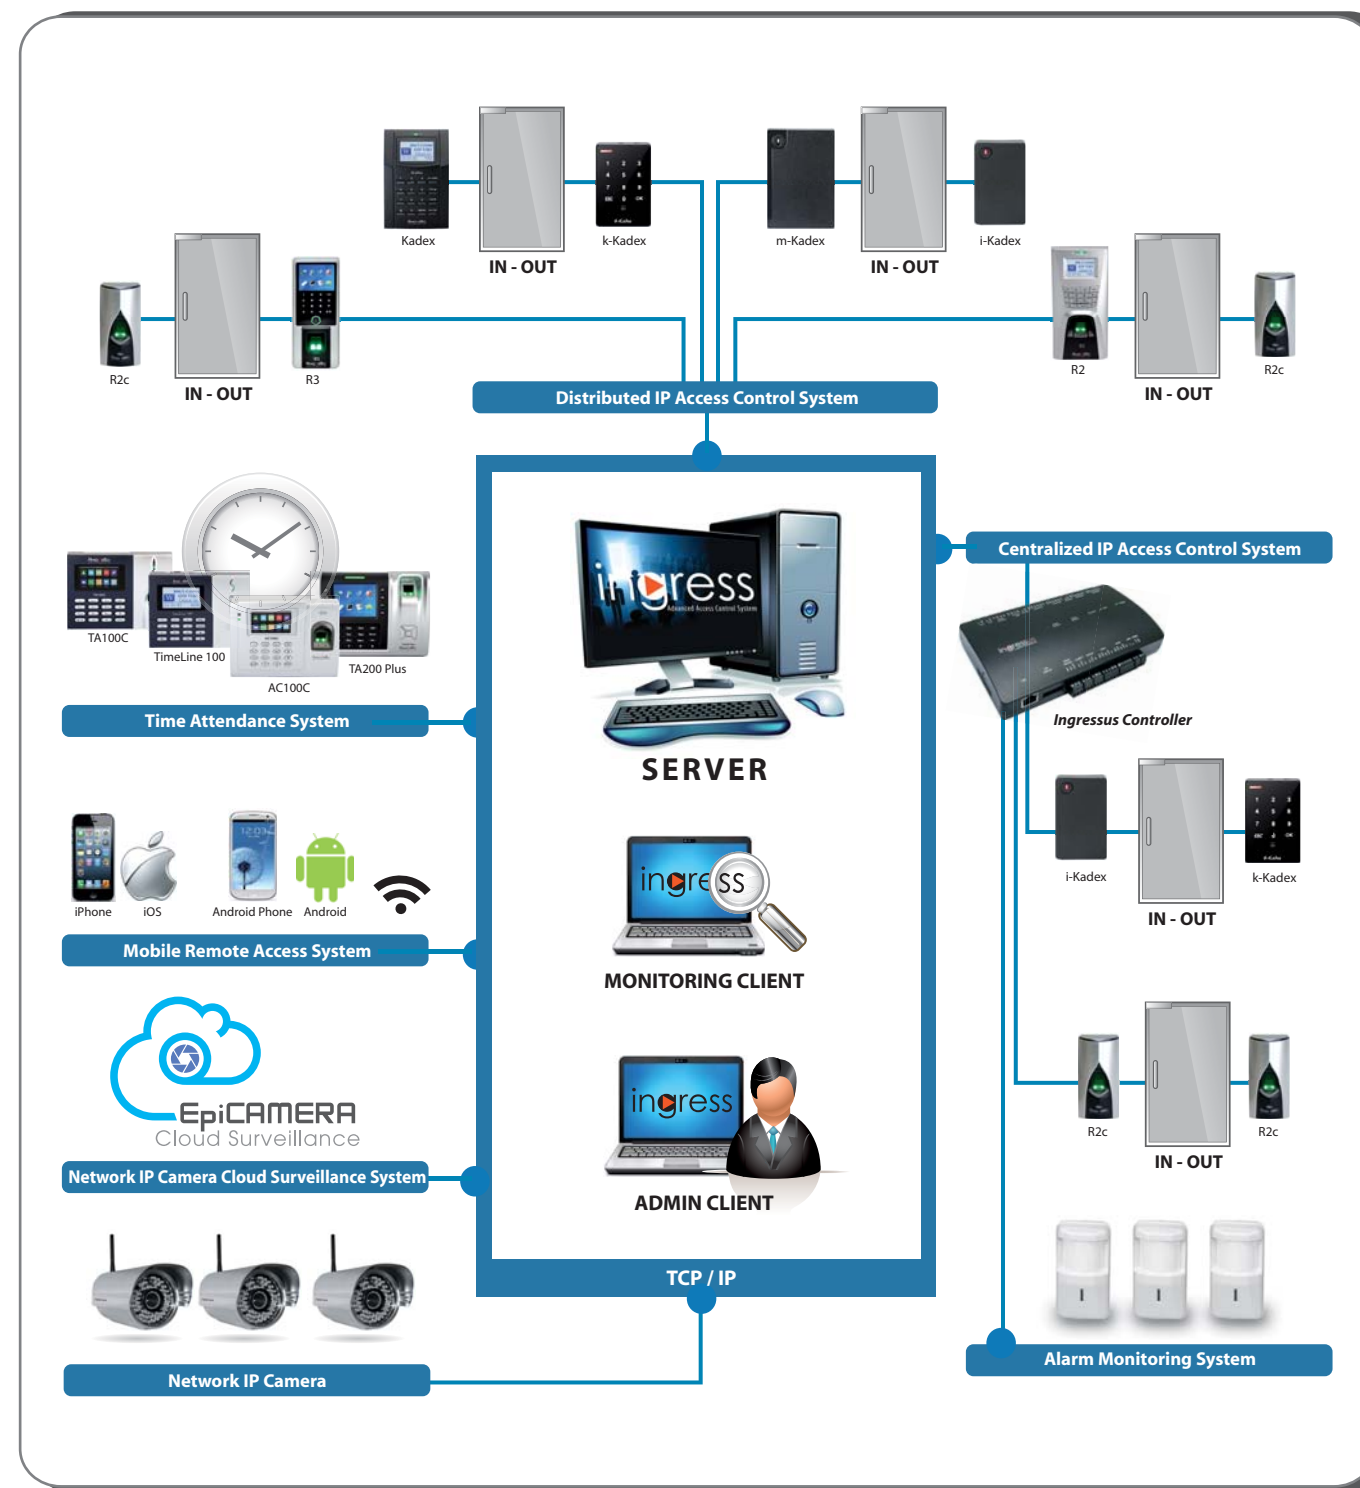 Kadex
IN - OUT
k-Kadex
m-Kadex
IN - OUT
i-Kadex
R2c
IN - OUT
R3
R2
IN - OUT
R2c
Distributed IP Access Control System
TA100C
TimeLine 100
AC100C
TA200 Plus
Time Attendance System
ingress
Advanced Access Control System
SERVER
Centralized IP Access Control System
Ingressus Controller
i-Kadex
IN - OUT
k-Kadex
iPhone
iOS
Android Phone
Android
Mobile Remote Access System
ingress
MONITORING CLIENT
EpiCAMERA
Cloud Surveillance
Network IP Camera Cloud Surveillance System
ingress
ADMIN CLIENT
R2c
IN - OUT
R2c
TCP / IP
Network IP Camera
Alarm Monitoring System